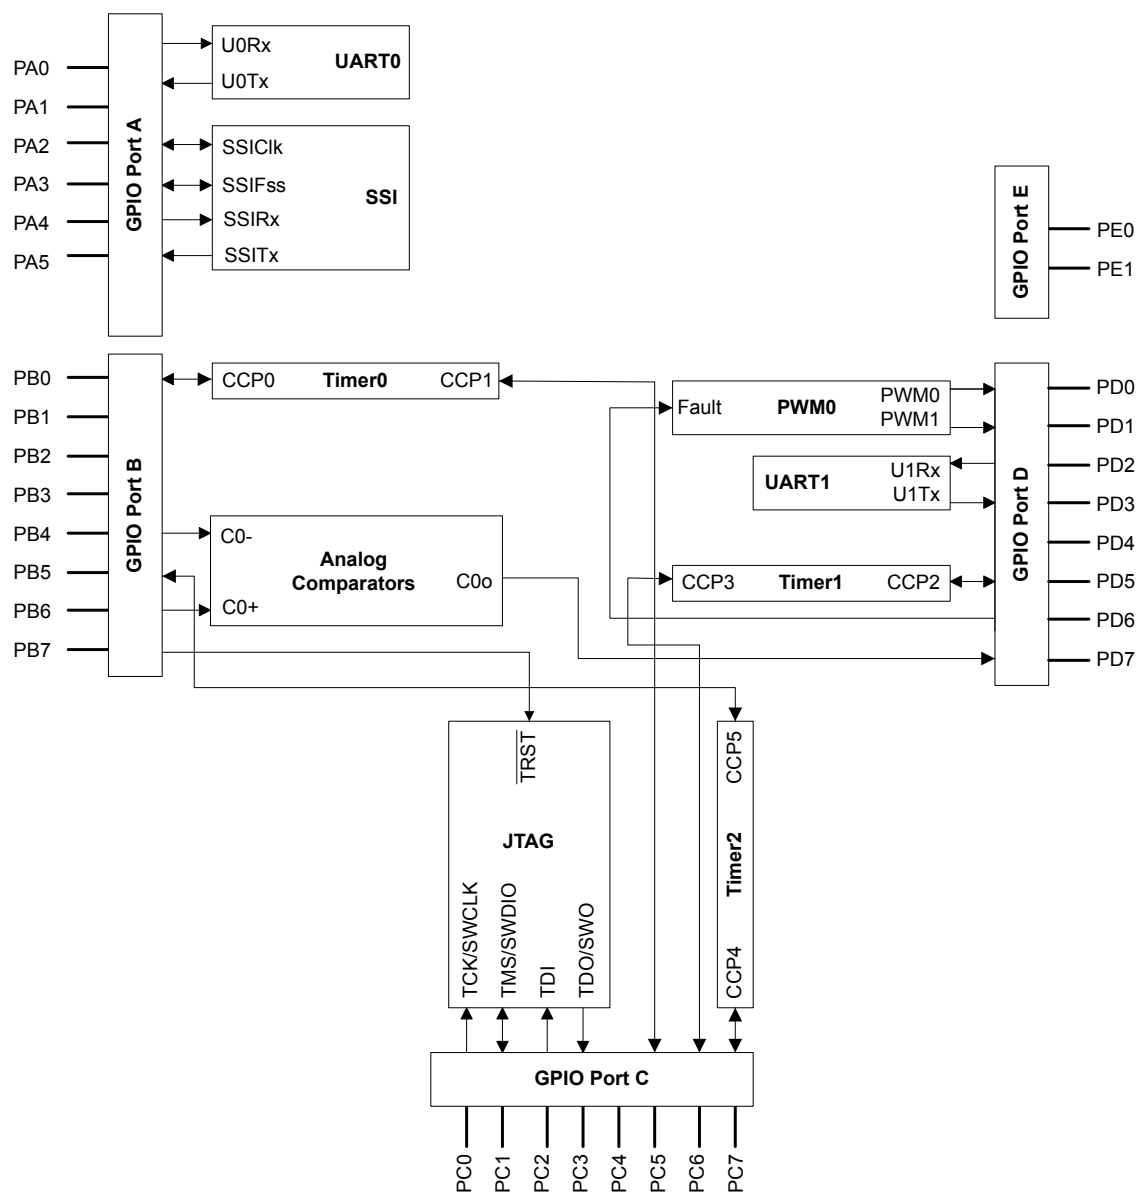 PA0
PA1
PA2
PA3
PA4
PA5
GPIO Port A
U0Rx
U0Tx
UART0
SSIClk
SSIFss
SSIRx
SSITx
SSI
GPIO Port E
PE0
PE1
PB0
PB1
PB2
PB3
PB4
PB5
PB6
PB7
GPIO Port B
CCP0
Timer0
CCP1
C0-
C0+
Analog
Comparators
C0o
Fault
PWM0
PWM0
PWM1
UART1
U1Rx
U1Tx
CCP3
Timer1
CCP2
GPIO Port D
PD0
PD1
PD2
PD3
PD4
PD5
PD6
PD7
TRST
JTAG
TCK/SWCLK
TMS/SWDIO
TDI
TDO/SWO
CCP5
Timer2
CCP4
GPIO Port C
PC0
PC1
PC2
PC3
PC4
PC5
PC6
PC7